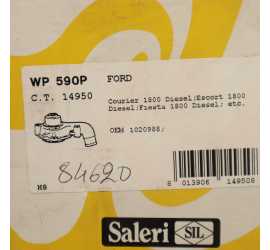 WP 590P FORD
C.T. 14950
Courier 1800 Diesel;Escort 1800
Diesel;Fiesta 1800 Diesel; etc.
OEM 1020988;
84620
8 013906 149508
Saleri SIL